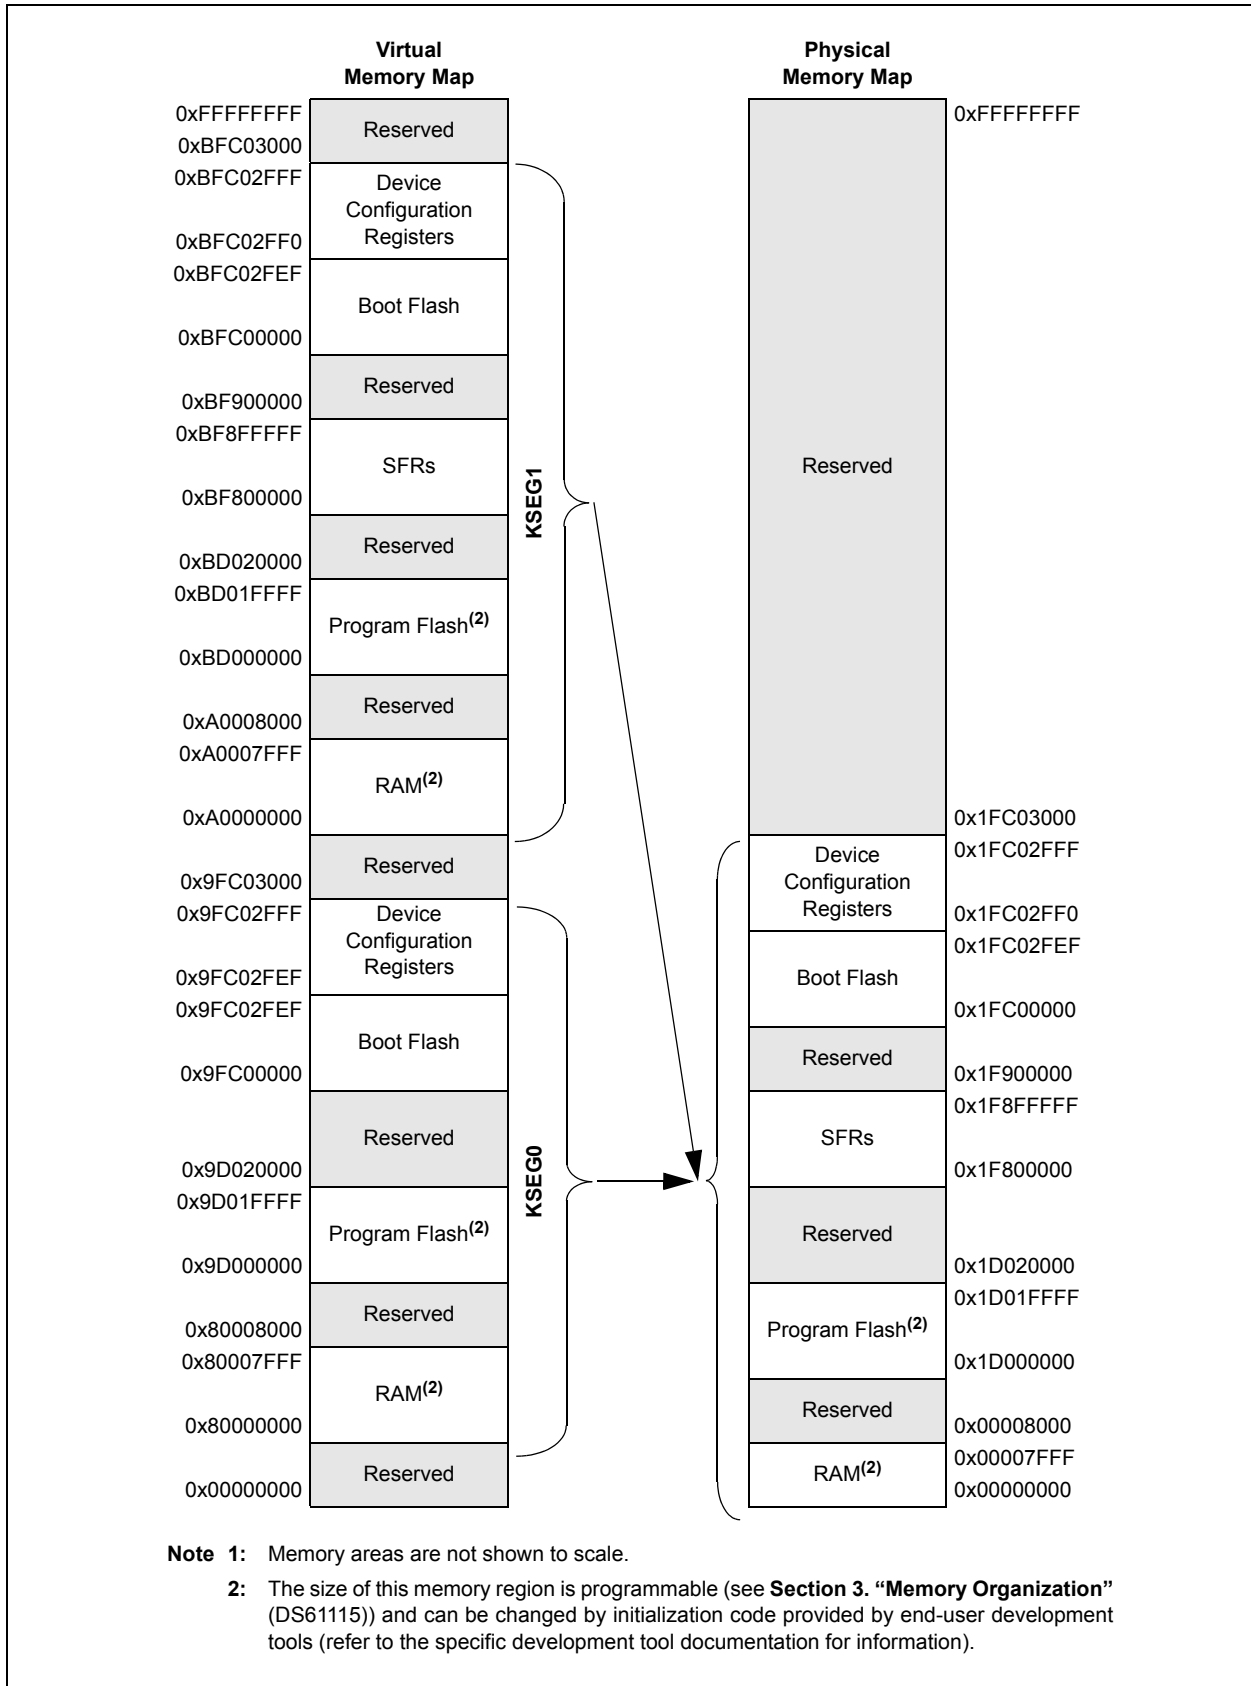 Virtual
Memory Map
0xFFFFFFFF
Reserved
0xBFC03000
0xBFC02FFF
Device
Configuration
Registers
0xBFC02FF0
0xBFC02FEF
Boot Flash
0xBFC00000
Reserved
0xBF900000
0xBF8FFFFF
SFRs
0xBF800000
Reserved
0xBD020000
0xBD01FFFF
Program Flash(2)
0xBD000000
Reserved
0xA0008000
0xA0007FFF
RAM(2)
0xA0000000
Reserved
0x9FC03000
0x9FC02FFF
Device
Configuration
Registers
0x9FC02FEF
0x9FC02FEF
Boot Flash
0x9FC00000
Reserved
0x9D020000
0x9D01FFFF
Program Flash(2)
0x9D000000
Reserved
0x80008000
0x80007FFF
RAM(2)
0x80000000
Reserved
0x00000000
KSEG1
KSEG0
Physical
Memory Map
0xFFFFFFFF
Reserved
0x1FC03000
0x1FC02FFF
Device
Configuration
Registers
0x1FC02FF0
0x1FC02FEF
Boot Flash
0x1FC00000
Reserved
0x1F900000
0x1F8FFFFF
SFRs
0x1F800000
Reserved
0x1D020000
0x1D01FFFF
Program Flash(2)
0x1D000000
Reserved
0x00008000
0x00007FFF
RAM(2)
0x00000000
Note 1: Memory areas are not shown to scale.
2: The size of this memory region is programmable (see Section 3. “Memory Organization”
(DS61115)) and can be changed by initialization code provided by end-user development
tools (refer to the specific development tool documentation for information).